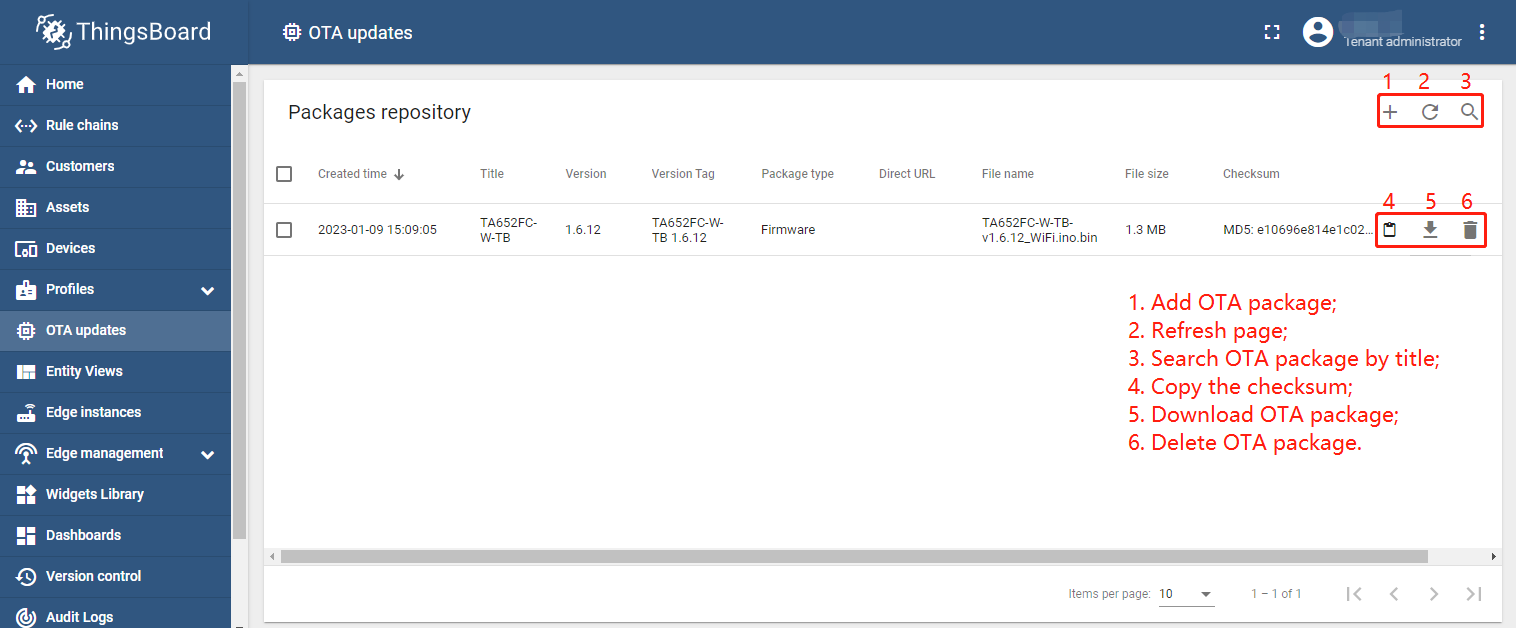 ThingsBoard
OTA updates
Tenant administrator
Home
Rule chains
Customers
Assets
Devices
Profiles
OTA updates
Entity Views
Edge instances
Edge management
Widgets Library
Dashboards
Version control
Audit Logs
1 2 3
Packages repository
Created time Title Version Version Tag Package type Direct URL File name File size Checksum
4 5 6
2023-01-09 15:09:05 TA652FC- 1.6.12 TA652FC-W- Firmware TA652FC-W-TB- 1.3 MB MD5: e10696e814e1c02...
W-TB TB 1.6.12 v1.6.12_WiFi.ino.bin
1. Add OTA package;
2. Refresh page;
3. Search OTA package by title;
4. Copy the checksum;
5. Download OTA package;
6. Delete OTA package.
Items per page: 10 1 – 1 of 1